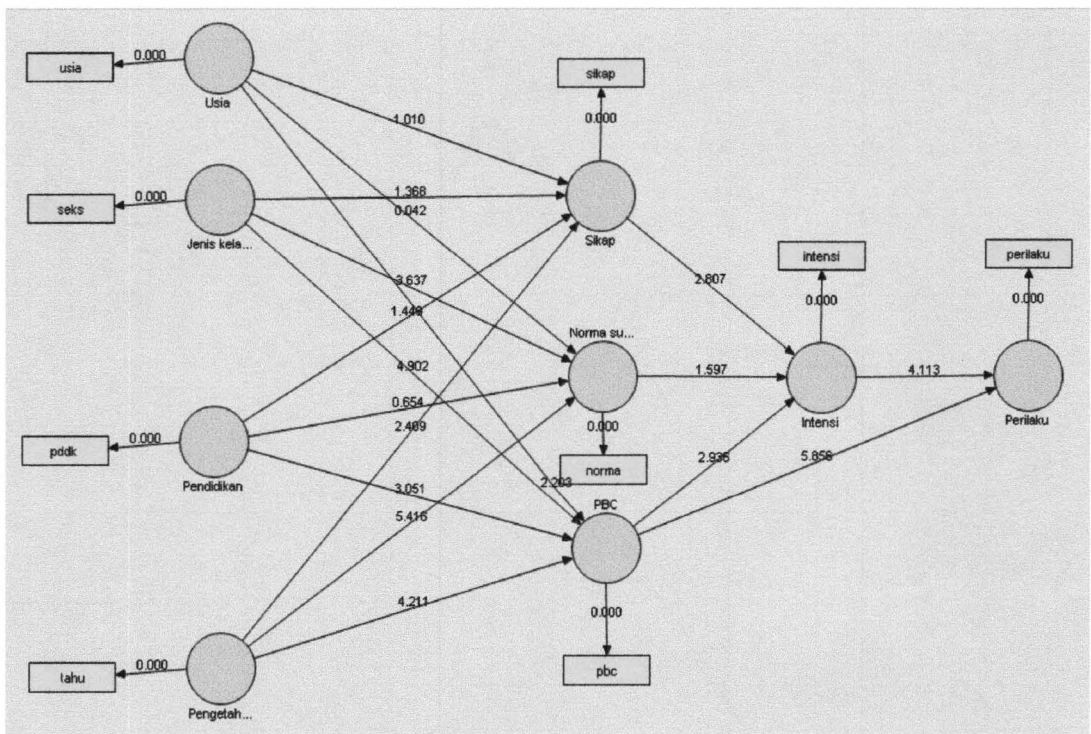 0.000
usia
Usia
sikap
0.000
1.010
0.000
seks
Jenis kela...
1.368
0.042
Sikap
intensi
perilaku
0.000
0.000
2.807
3.637
1.449
Norma su...
4.902
0.654
1.597
4.113
Intensi
Perilaku
2.409
0.000
pddk
0.000
Pendidikan
norma
2.203
2.936
5.858
3.051
PBC
5.416
4.211
0.000
0.000
tahu
pbc
Pengetah...